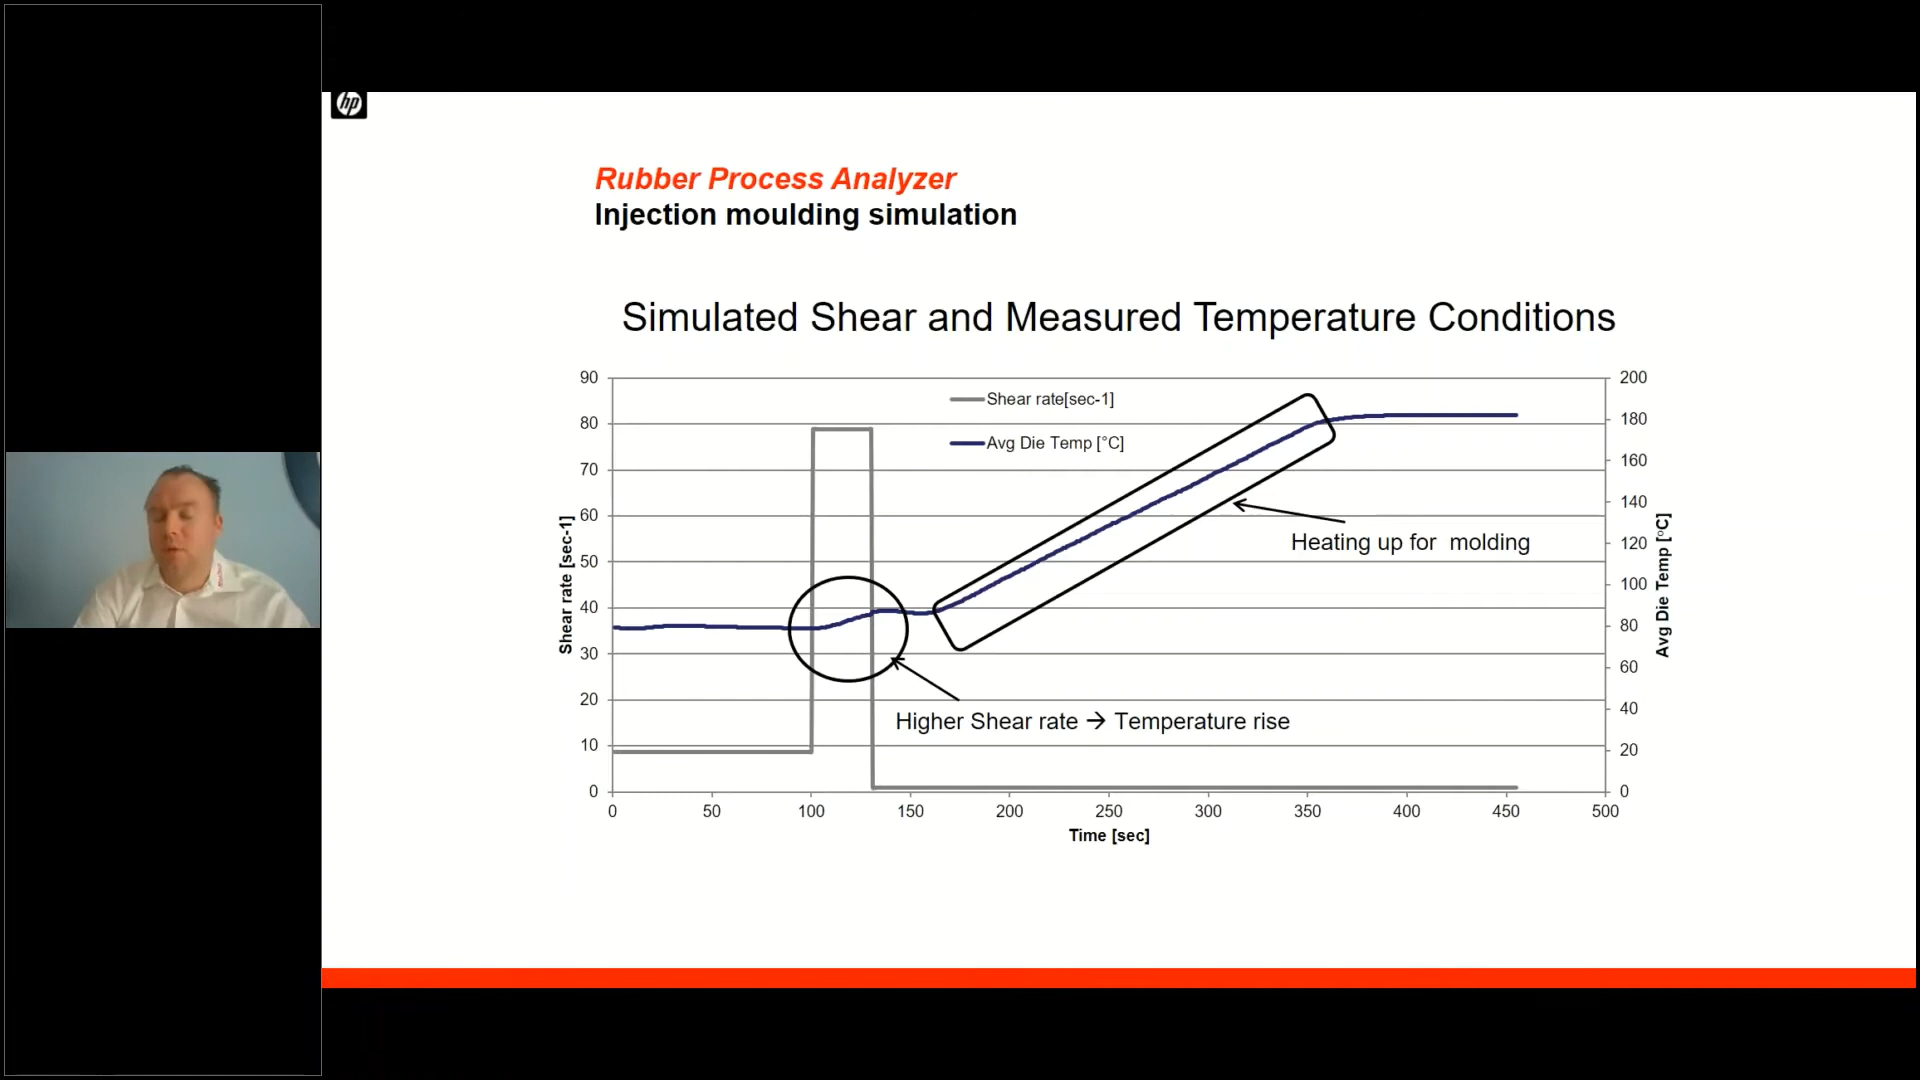 hp
Rubber Process Analyzer
Injection moulding simulation
Simulated Shear and Measured Temperature Conditions
90
80
70
60
50
40
30
20
10
0
Shear rate [sec-1]
Shear rate[sec-1]
Avg Die Temp [°C]
Heating up for molding
Higher Shear rate → Temperature rise
200
180
160
140
120
100
80
60
40
20
0
Avg Die Temp [°C]
0 50 100 150 200 250 300 350 400 450 500
Time [sec]